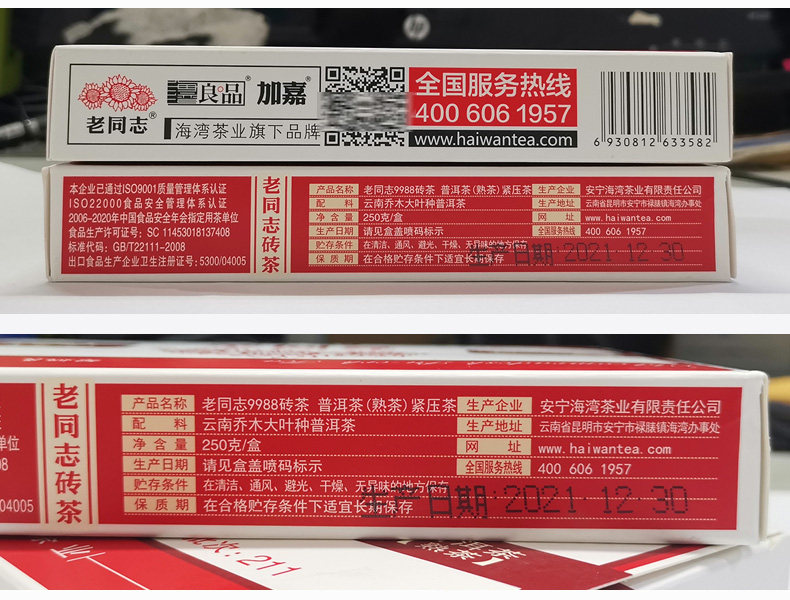 hp
老同志®
良品®
加嘉®
海湾茶业旗下品牌
全国服务热线
400 606 1957
www.haiwantea.com
6 930812 633582
本企业已通过ISO9001质量管理体系认证
ISO22000食品安全管理体系认证
2006-2020年中国食品安全年会指定用茶单位
食品生产许可证号: SC 11453018137408
标准代码: GB/T22111-2008
出口食品生产企业卫生注册证号: 5300/04005
老同志砖茶
产品名称 老同志9988砖茶 普洱茶(熟茶)紧压茶
配料 云南乔木大叶种普洱茶
净含量 250克/盒
生产日期 请见盒盖喷码标示
贮存条件 在清洁、通风、避光、干燥、无异味的地方保存
保质期 在合格贮存条件下适宜长期保存
生产企业 安宁海湾茶业有限责任公司
生产地址 云南省昆明市安宁市禄脿镇海湾办事处
网址 www.haiwantea.com
全国服务热线 400 606 1957
生产日期:2021 12 30
位
08
04005
老同志砖茶
产品名称 老同志9988砖茶 普洱茶(熟茶)紧压茶
配料 云南乔木大叶种普洱茶
净含量 250克/盒
生产日期 请见盒盖喷码标示
贮存条件 在清洁、通风、避光、干燥、无异味的地方保存
保质期 在合格贮存条件下适宜长期保存
生产企业 安宁海湾茶业有限责任公司
生产地址 云南省昆明市安宁市禄脿镇海湾办事处
网址 www.haiwantea.com
全国服务热线 400 606 1957
生产日期:2021 12 30
次:211